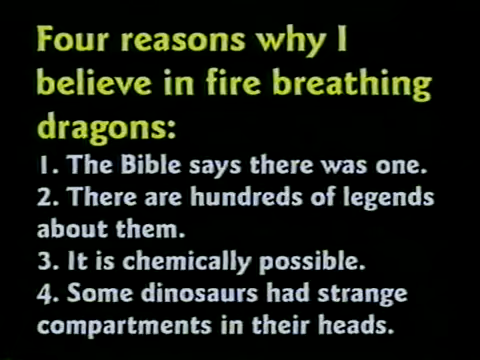 Four reasons why I
believe in fire breathing
dragons:
1. The Bible says there was one.
2. There are hundreds of legends
about them.
3. It is chemically possible.
4. Some dinosaurs had strange
compartments in their heads.